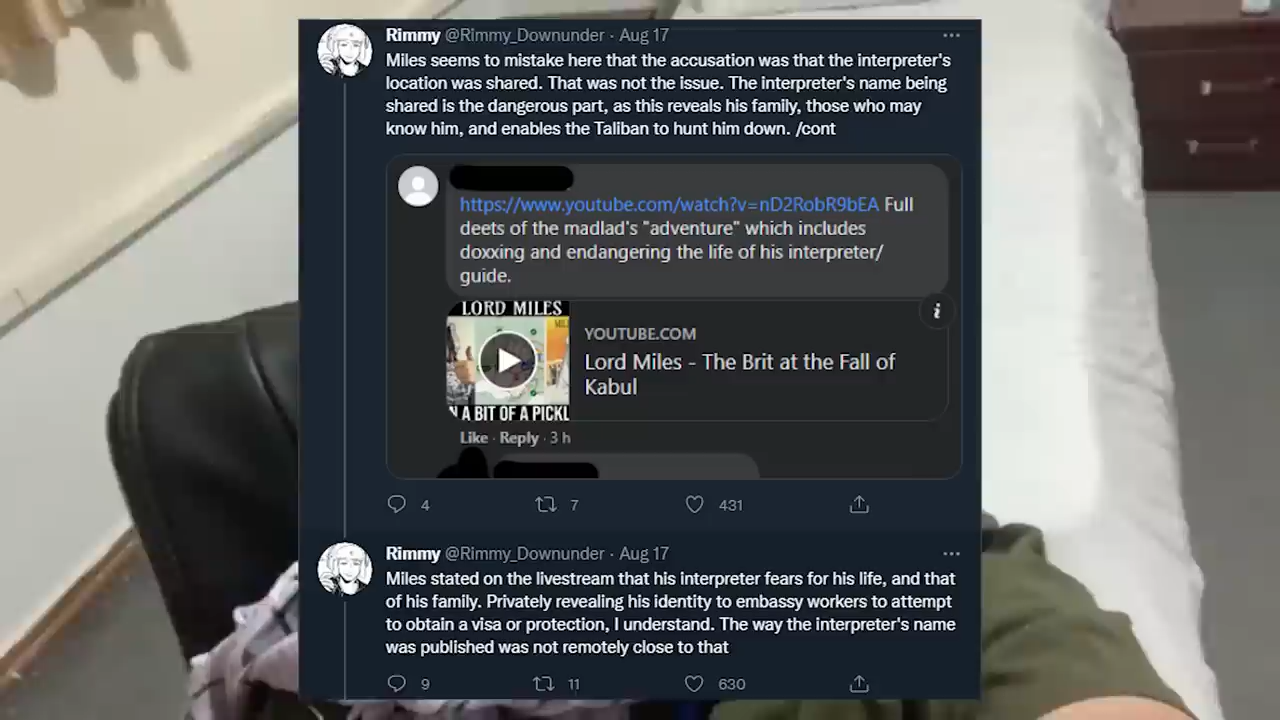 Rimmy @Rimmy_Downunder · Aug 17
Miles seems to mistake here that the accusation was that the interpreter's
location was shared. That was not the issue. The interpreter's name being
shared is the dangerous part, as this reveals his family, those who may
know him, and enables the Taliban to hunt him down. /cont
https://www.youtube.com/watch?v=nD2RobR9bEA Full
deets of the madlad's "adventure" which includes
doxxing and endangering the life of his interpreter/
guide.
LORD MILES
N A BIT OF A PICKL
YOUTUBE.COM
Lord Miles - The Brit at the Fall of
Kabul
Like · Reply · 3 h
4 7 431
Rimmy @Rimmy_Downunder · Aug 17
Miles stated on the livestream that his interpreter fears for his life, and that
of his family. Privately revealing his identity to embassy workers to attempt
to obtain a visa or protection, I understand. The way the interpreter's name
was published was not remotely close to that
9 11 630